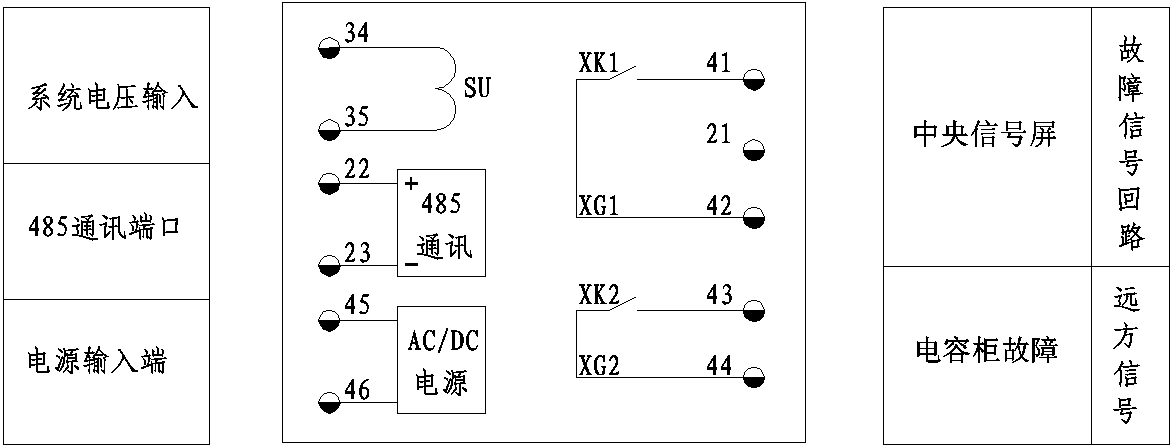 系统电压输入
485通讯端口
电源输入端
34
SU
35
22
+
485
通讯
23
-
45
AC/DC
电源
46
XK1
41
21
XG1
42
XK2
43
XG2
44
中央信号屏
故障信号回路
电容柜故障
远方信号